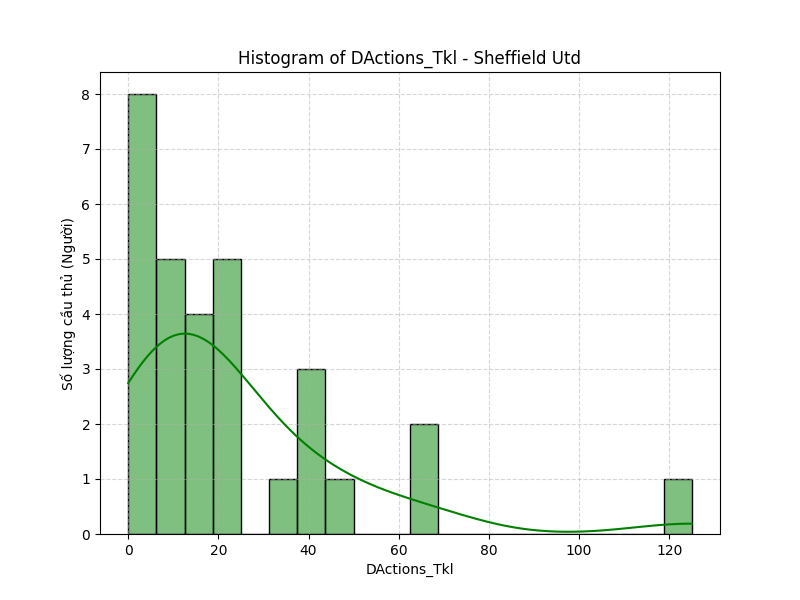 Histogram of DActions_Tkl - Sheffield Utd
Số lượng cầu thủ (Người)
8
7
6
5
4
3
2
1
0
0 20 40 60 80 100 120
DActions_Tkl